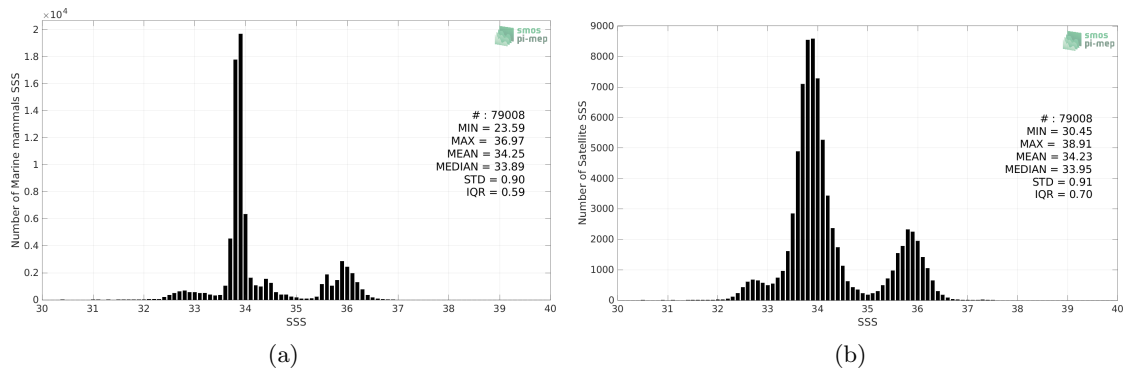 ×10⁴
2
1.8
1.6
1.4
1.2
1
0.8
0.6
0.4
0.2
0
Number of Marine mammals SSS
30 31 32 33 34 35 36 37 38 39 40
SSS
smos
pi-mep
# : 79008
MIN = 23.59
MAX = 36.97
MEAN = 34.25
MEDIAN = 33.89
STD = 0.90
IQR = 0.59
(a)
9000
8000
7000
6000
5000
4000
3000
2000
1000
0
Number of Satellite SSS
30 31 32 33 34 35 36 37 38 39 40
SSS
smos
pi-mep
# : 79008
MIN = 30.45
MAX = 38.91
MEAN = 34.23
MEDIAN = 33.95
STD = 0.91
IQR = 0.70
(b)